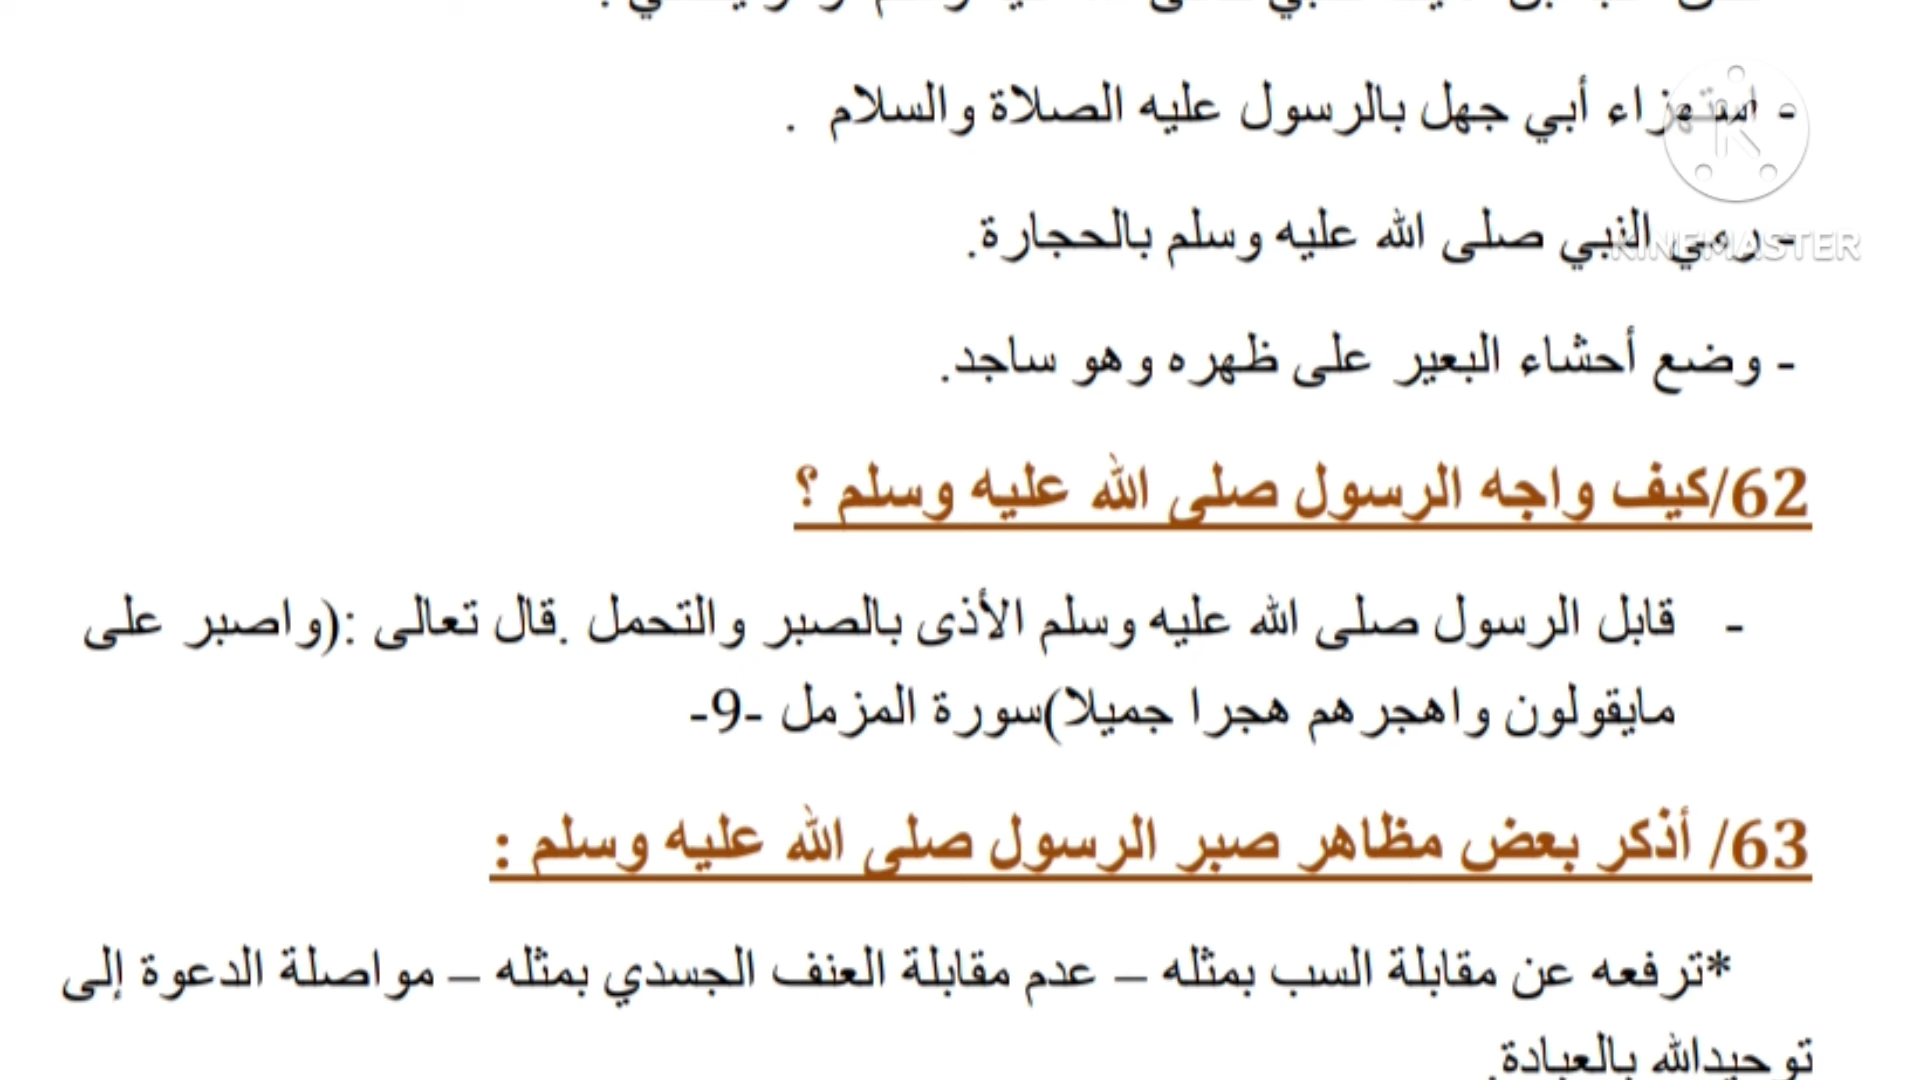 - استهزاء أبي جهل بالرسول عليه الصلاة والسلام .
- رمي النبي صلى الله عليه وسلم بالحجارة.
- وضع أحشاء البعير على ظهره وهو ساجد.
62/كيف واجه الرسول صلى الله عليه وسلم ؟
- قابل الرسول صلى الله عليه وسلم الأذى بالصبر والتحمل .قال تعالى :(واصبر على
مايقولون واهجرهم هجرا جميلا)سورة المزمل -9-
63/ أذكر بعض مظاهر صبر الرسول صلى الله عليه وسلم :
*ترفعه عن مقابلة السب بمثله – عدم مقابلة العنف الجسدي بمثله – مواصلة الدعوة إلى
توحيدالله بالعبادة.
KINEMASTER